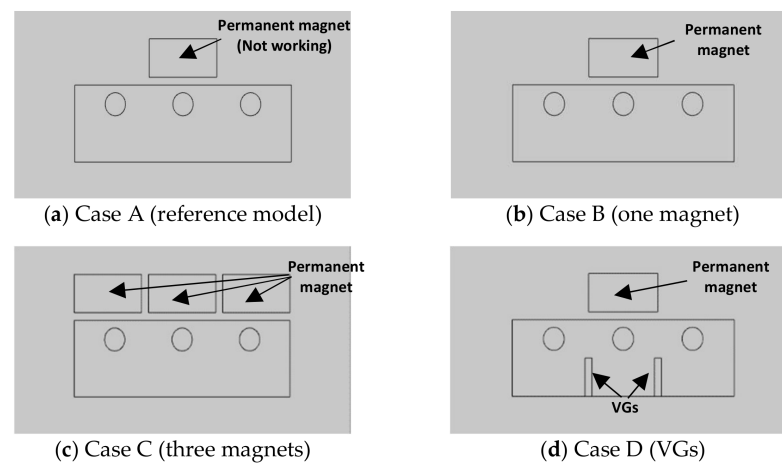 Permanent magnet
(Not working)
(a) Case A (reference model)
Permanent
magnet
(b) Case B (one magnet)
Permanent
magnet
(c) Case C (three magnets)
Permanent
magnet
VGs
(d) Case D (VGs)